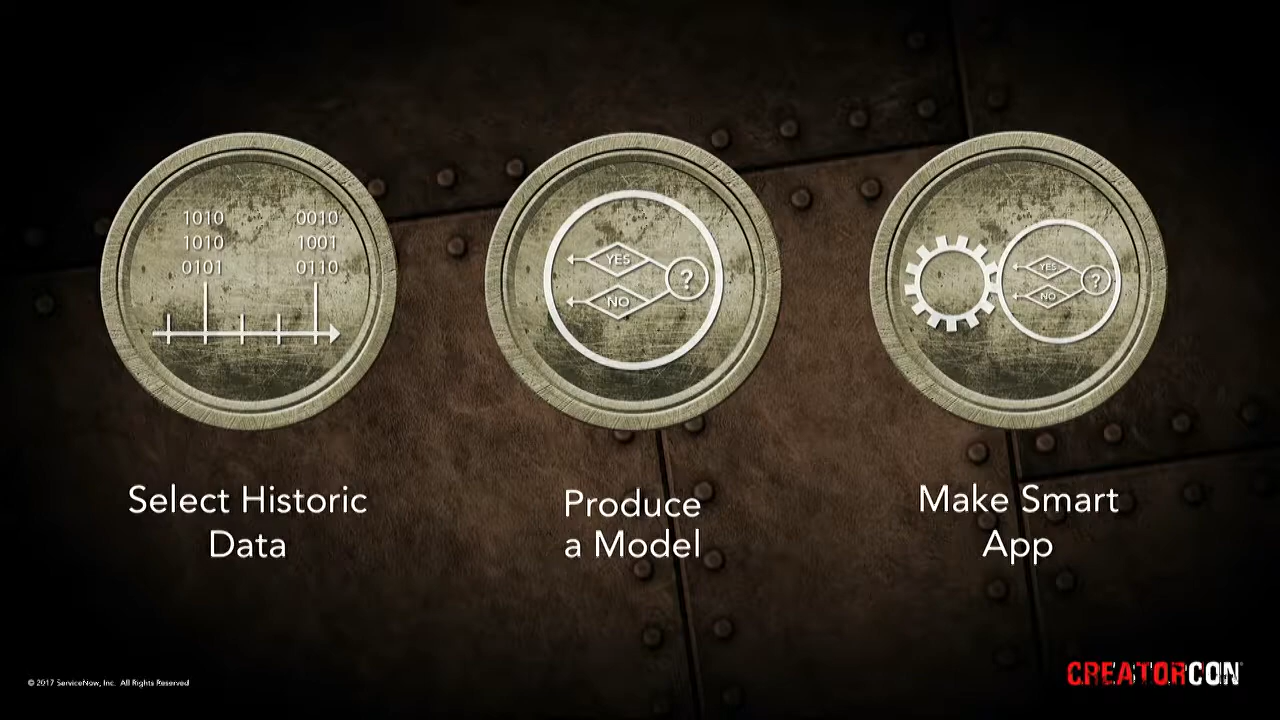 1010
1010
0101
0010
1001
0110
YES
NO
?
YES
NO
?
Select Historic
Data
Produce
a Model
Make Smart
App
© 2017 ServiceNow, Inc. All Rights Reserved
CREATORCON